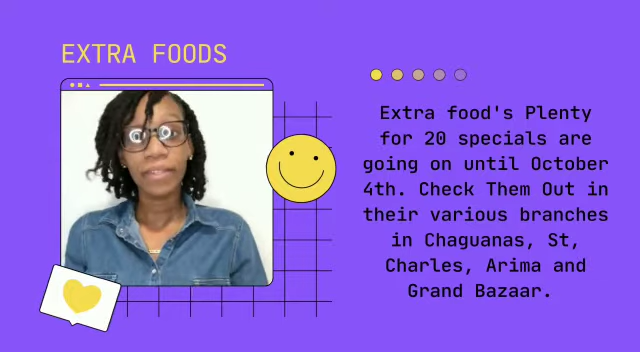 EXTRA FOODS
Extra food's Plenty
for 20 specials are
going on until October
4th. Check Them Out in
their various branches
in Chaguanas, St,
Charles, Arima and
Grand Bazaar.